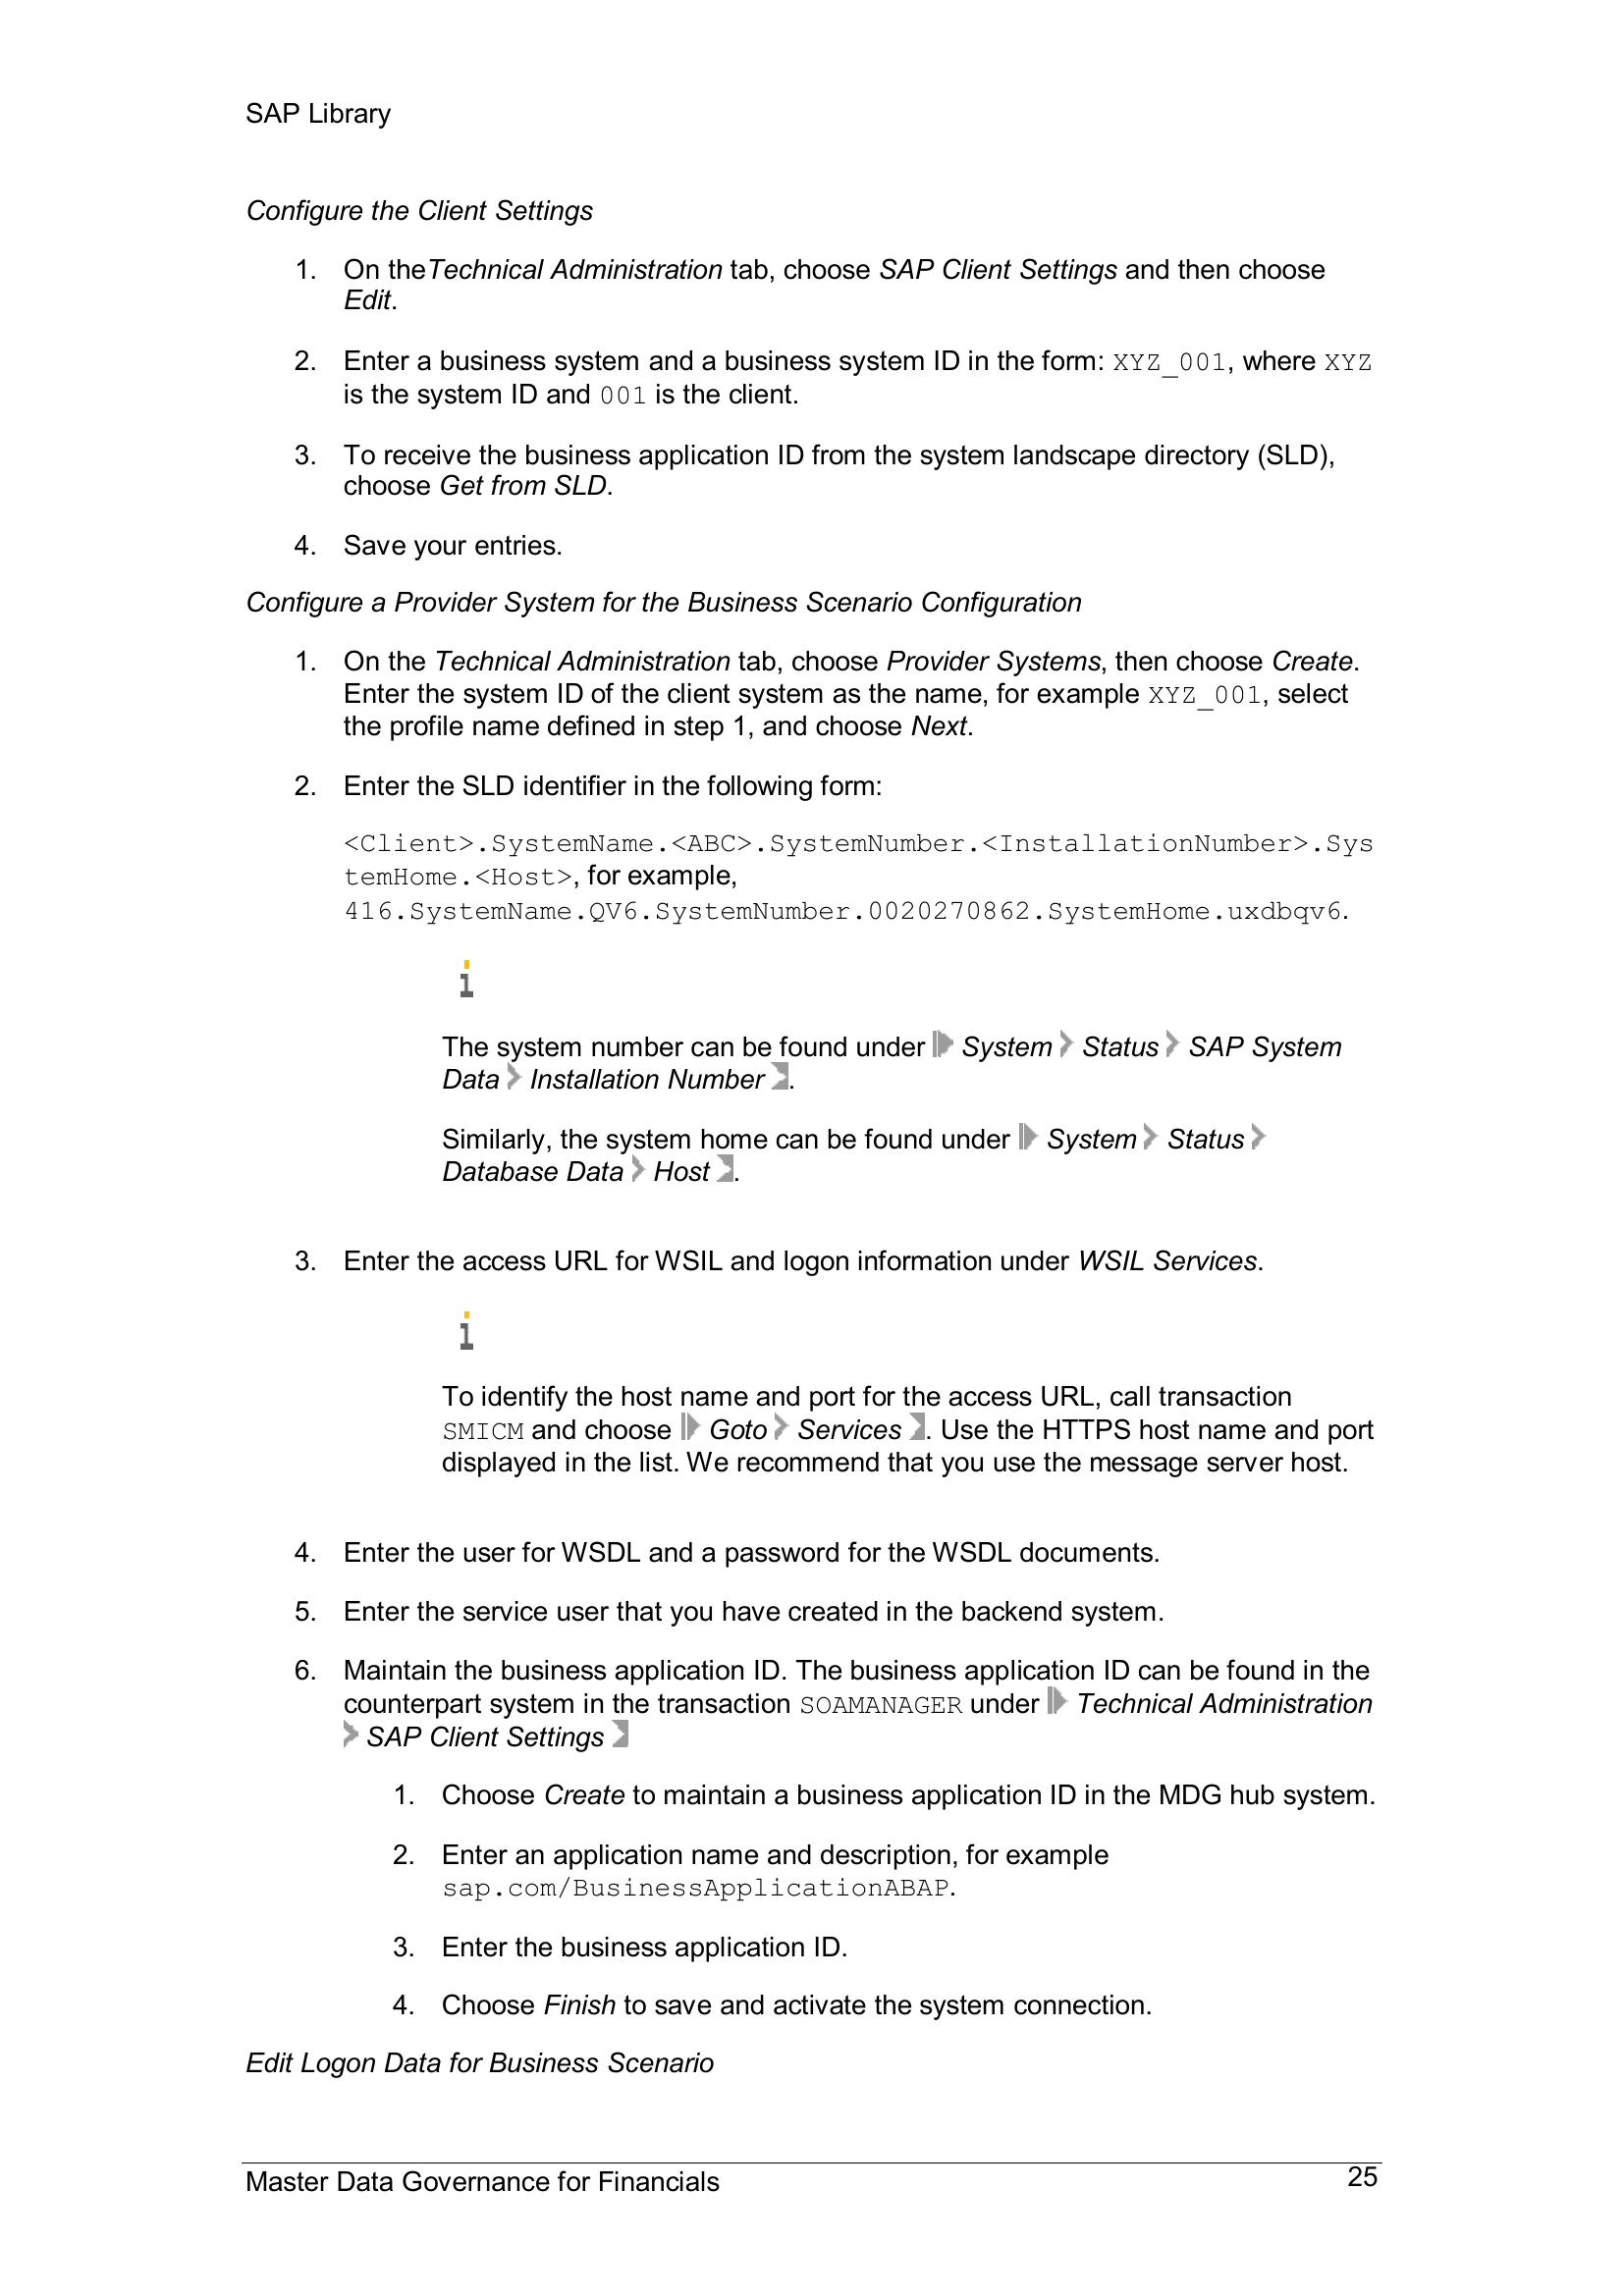 SAP Library
Configure the Client Settings
1. On theTechnical Administration tab, choose SAP Client Settings and then choose
Edit.
2. Enter a business system and a business system ID in the form: XYZ_001, where XYZ
is the system ID and 001 is the client.
3. To receive the business application ID from the system landscape directory (SLD),
choose Get from SLD.
4. Save your entries.
Configure a Provider System for the Business Scenario Configuration
1. On the Technical Administration tab, choose Provider Systems, then choose Create.
Enter the system ID of the client system as the name, for example XYZ_001, select
the profile name defined in step 1, and choose Next.
2. Enter the SLD identifier in the following form:
<Client>.SystemName.<ABC>.SystemNumber.<InstallationNumber>.Sys
temHome.<Host>, for example,
416.SystemName.QV6.SystemNumber.0020270862.SystemHome.uxdbqv6.
i
The system number can be found under System Status SAP System
Data Installation Number .
Similarly, the system home can be found under System Status
Database Data Host .
3. Enter the access URL for WSIL and logon information under WSIL Services.
i
To identify the host name and port for the access URL, call transaction
SMICM and choose Goto Services . Use the HTTPS host name and port
displayed in the list. We recommend that you use the message server host.
4. Enter the user for WSDL and a password for the WSDL documents.
5. Enter the service user that you have created in the backend system.
6. Maintain the business application ID. The business application ID can be found in the
counterpart system in the transaction SOAMANAGER under Technical Administration
SAP Client Settings
1. Choose Create to maintain a business application ID in the MDG hub system.
2. Enter an application name and description, for example
sap.com/BusinessApplicationABAP.
3. Enter the business application ID.
4. Choose Finish to save and activate the system connection.
Edit Logon Data for Business Scenario
Master Data Governance for Financials 25